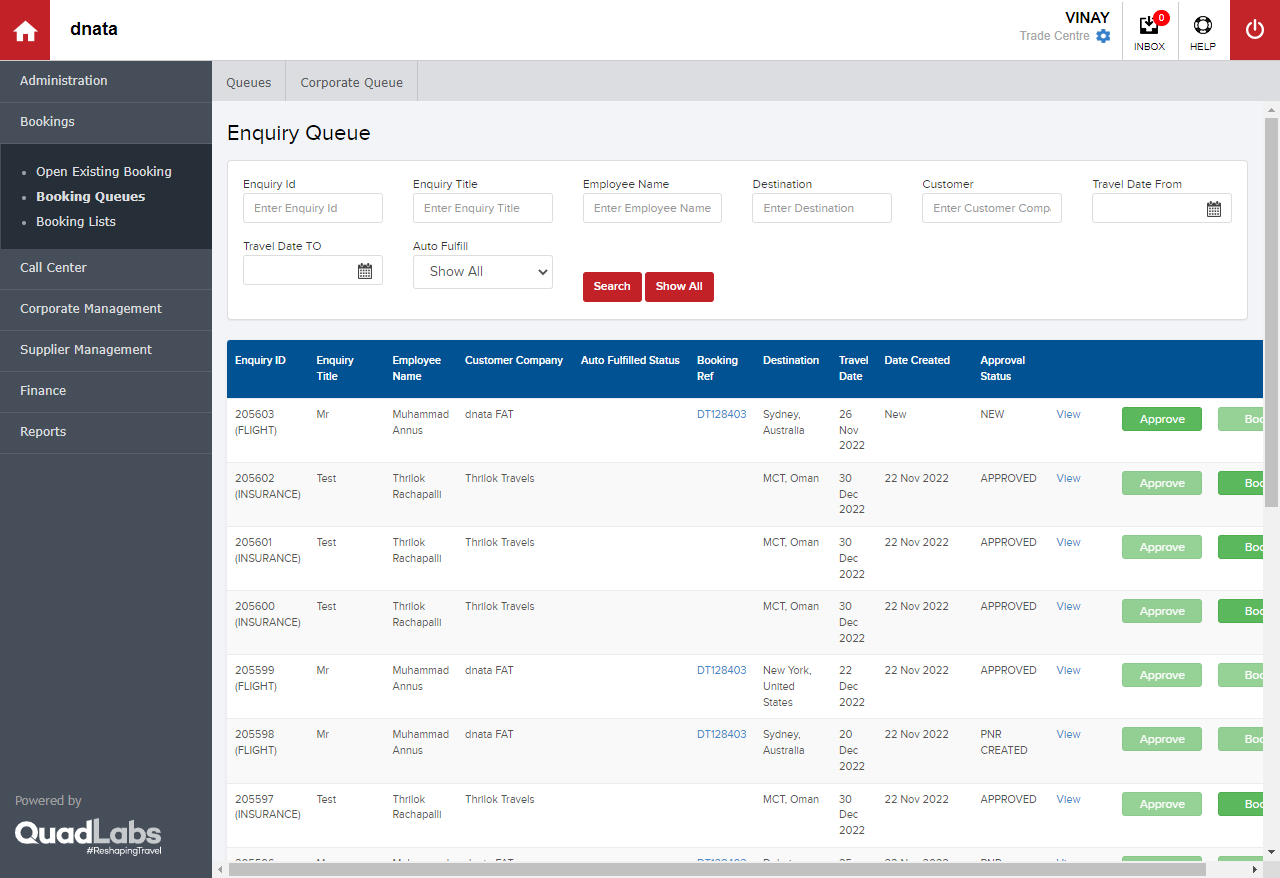 dnata
VINAY
Trade Centre
0
INBOX
HELP
Administration
Bookings
Open Existing Booking
Booking Queues
Booking Lists
Call Center
Corporate Management
Supplier Management
Finance
Reports
Powered by
QuadLabs
#ReshapingTravel
Queues
Corporate Queue
Enquiry Queue
Enquiry Id
Enquiry Title
Employee Name
Destination
Customer
Travel Date From
Enter Enquiry Id
Enter Enquiry Title
Enter Employee Name
Enter Destination
Enter Customer Comp
Travel Date TO
Auto Fulfill
Show All
Search
Show All
Enquiry ID
Enquiry
Title
Employee
Name
Customer Company
Auto Fulfilled Status
Booking
Ref
Destination
Travel
Date
Date Created
Approval
Status
205603
(FLIGHT)
Mr
Muhammad
Annus
dnata FAT
DT128403
Sydney,
Australia
26
Nov
2022
New
NEW
View
Approve
Boo
205602
(INSURANCE)
Test
Thrilok
Rachapalli
Thrilok Travels
MCT, Oman
30
Dec
2022
22 Nov 2022
APPROVED
View
Approve
Boo
205601
(INSURANCE)
Test
Thrilok
Rachapalli
Thrilok Travels
MCT, Oman
30
Dec
2022
22 Nov 2022
APPROVED
View
Approve
Boo
205600
(INSURANCE)
Test
Thrilok
Rachapalli
Thrilok Travels
MCT, Oman
30
Dec
2022
22 Nov 2022
APPROVED
View
Approve
Boo
205599
(FLIGHT)
Mr
Muhammad
Annus
dnata FAT
DT128403
New York,
United
States
22
Dec
2022
22 Nov 2022
APPROVED
View
Approve
Boo
205598
(FLIGHT)
Mr
Muhammad
Annus
dnata FAT
DT128403
Sydney,
Australia
20
Dec
2022
22 Nov 2022
PNR
CREATED
View
Approve
Boo
205597
(INSURANCE)
Test
Thrilok
Rachapalli
Thrilok Travels
MCT, Oman
30
Dec
2022
22 Nov 2022
APPROVED
View
Approve
Boo